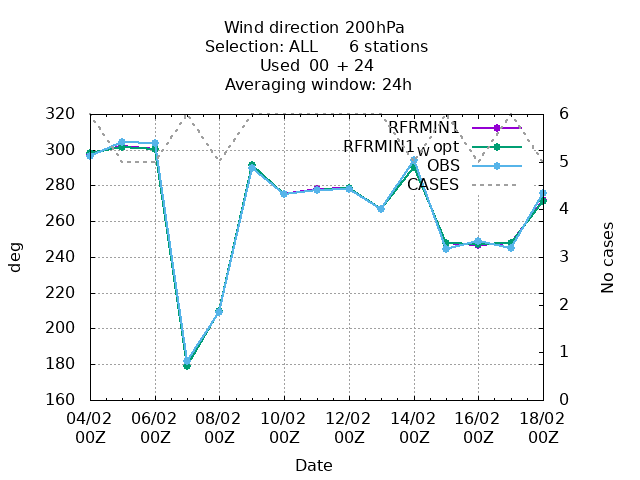 Wind direction 200hPa
Selection: ALL 6 stations
Used 00 + 24
Averaging window: 24h
320 300 280 260 240 220 200 180 160
deg
6 5 4 3 2 1 0
No cases
RFRMIN1
RFRMIN1_w_opt
OBS
CASES
04/02 06/02 08/02 10/02 12/02 14/02 16/02 18/02
00Z 00Z 00Z 00Z 00Z 00Z 00Z 00Z
Date